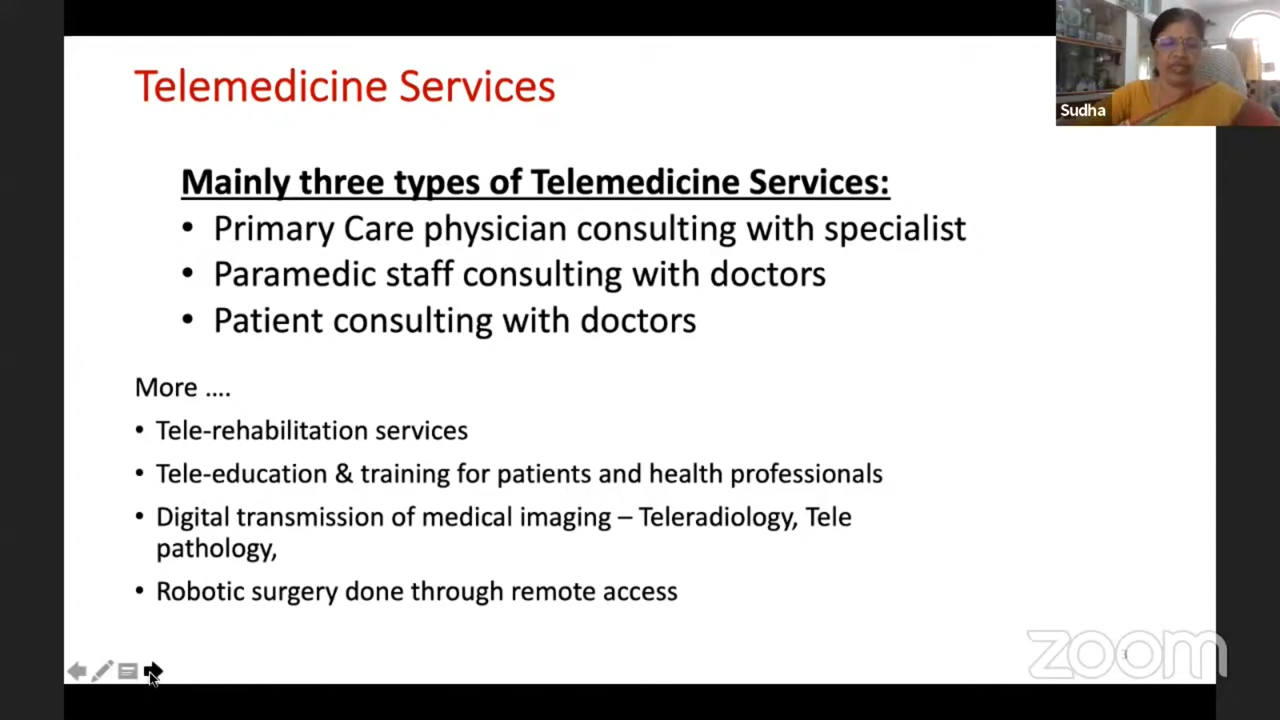 Telemedicine Services
Sudha
Mainly three types of Telemedicine Services:
• Primary Care physician consulting with specialist
• Paramedic staff consulting with doctors
• Patient consulting with doctors
More ....
• Tele-rehabilitation services
• Tele-education & training for patients and health professionals
• Digital transmission of medical imaging – Teleradiology, Tele
pathology,
• Robotic surgery done through remote access
3
zoom